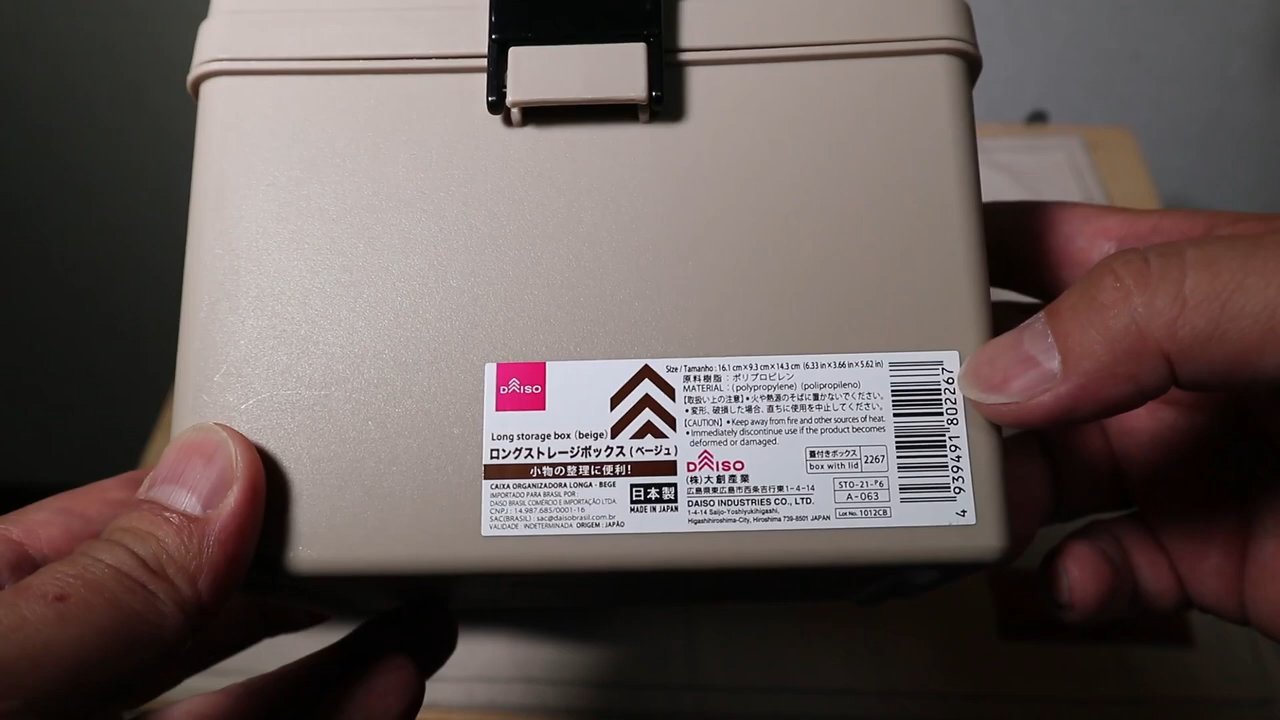 DAISO
Long storage box (beige)
ロングストレージボックス (ベージュ)
小物の整理に便利!
CAIXA ORGANIZADORA LONGA - BEGE
IMPORTADO PARA BRASIL POR :
DAISO BRASIL COMÉRCIO E IMPORTAÇÃO LTDA.
CNPJ : 14.987.685/0001-16
SAC(BRASIL) : sac@daisobrasil.com.br
VALIDADE : INDETERMINADA ORIGEM : JAPÃO
日本製
MADE IN JAPAN
Size / Tamanho : 16.1 cm×9.3 cm×14.3 cm (6.33 in×3.66 in×5.62 in)
原料樹脂 : ポリプロピレン
MATERIAL : (polypropylene) (polipropileno)
【取扱い上の注意】•火や熱源のそばに置かないでください。
•変形、破損した場合、直ちに使用を中止してください。
【CAUTION】•Keep away from fire and other sources of heat.
•Immediately discontinue use if the product becomes
deformed or damaged.
DAISO
(株)大創産業
広島県東広島市西条吉行東1-4-14
DAISO INDUSTRIES CO., LTD.
1-4-14 Saijo-Yoshiyukihigashi,
Higashihiroshima-City, Hiroshima 739-8501 JAPAN
蓋付きボックス
box with lid
2267
STO-21-P6
A-063
Lot No. 1012CB
4 939491 802267